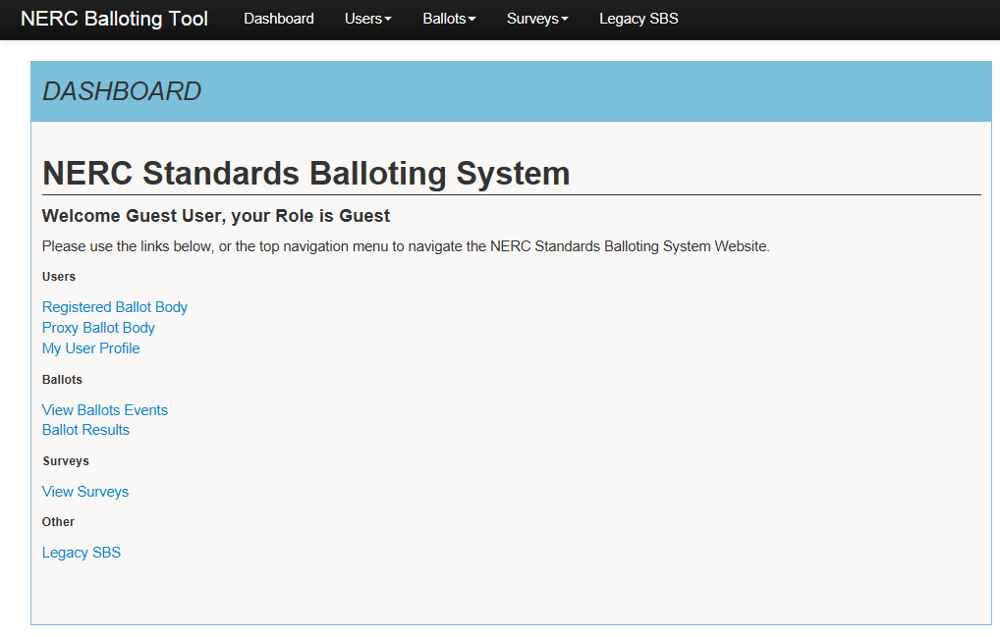 NERC Balloting Tool Dashboard Users Ballots Surveys Legacy SBS
DASHBOARD
NERC Standards Balloting System
Welcome Guest User, your Role is Guest
Please use the links below, or the top navigation menu to navigate the NERC Standards Balloting System Website.
Users
Registered Ballot Body
Proxy Ballot Body
My User Profile
Ballots
View Ballots Events
Ballot Results
Surveys
View Surveys
Other
Legacy SBS